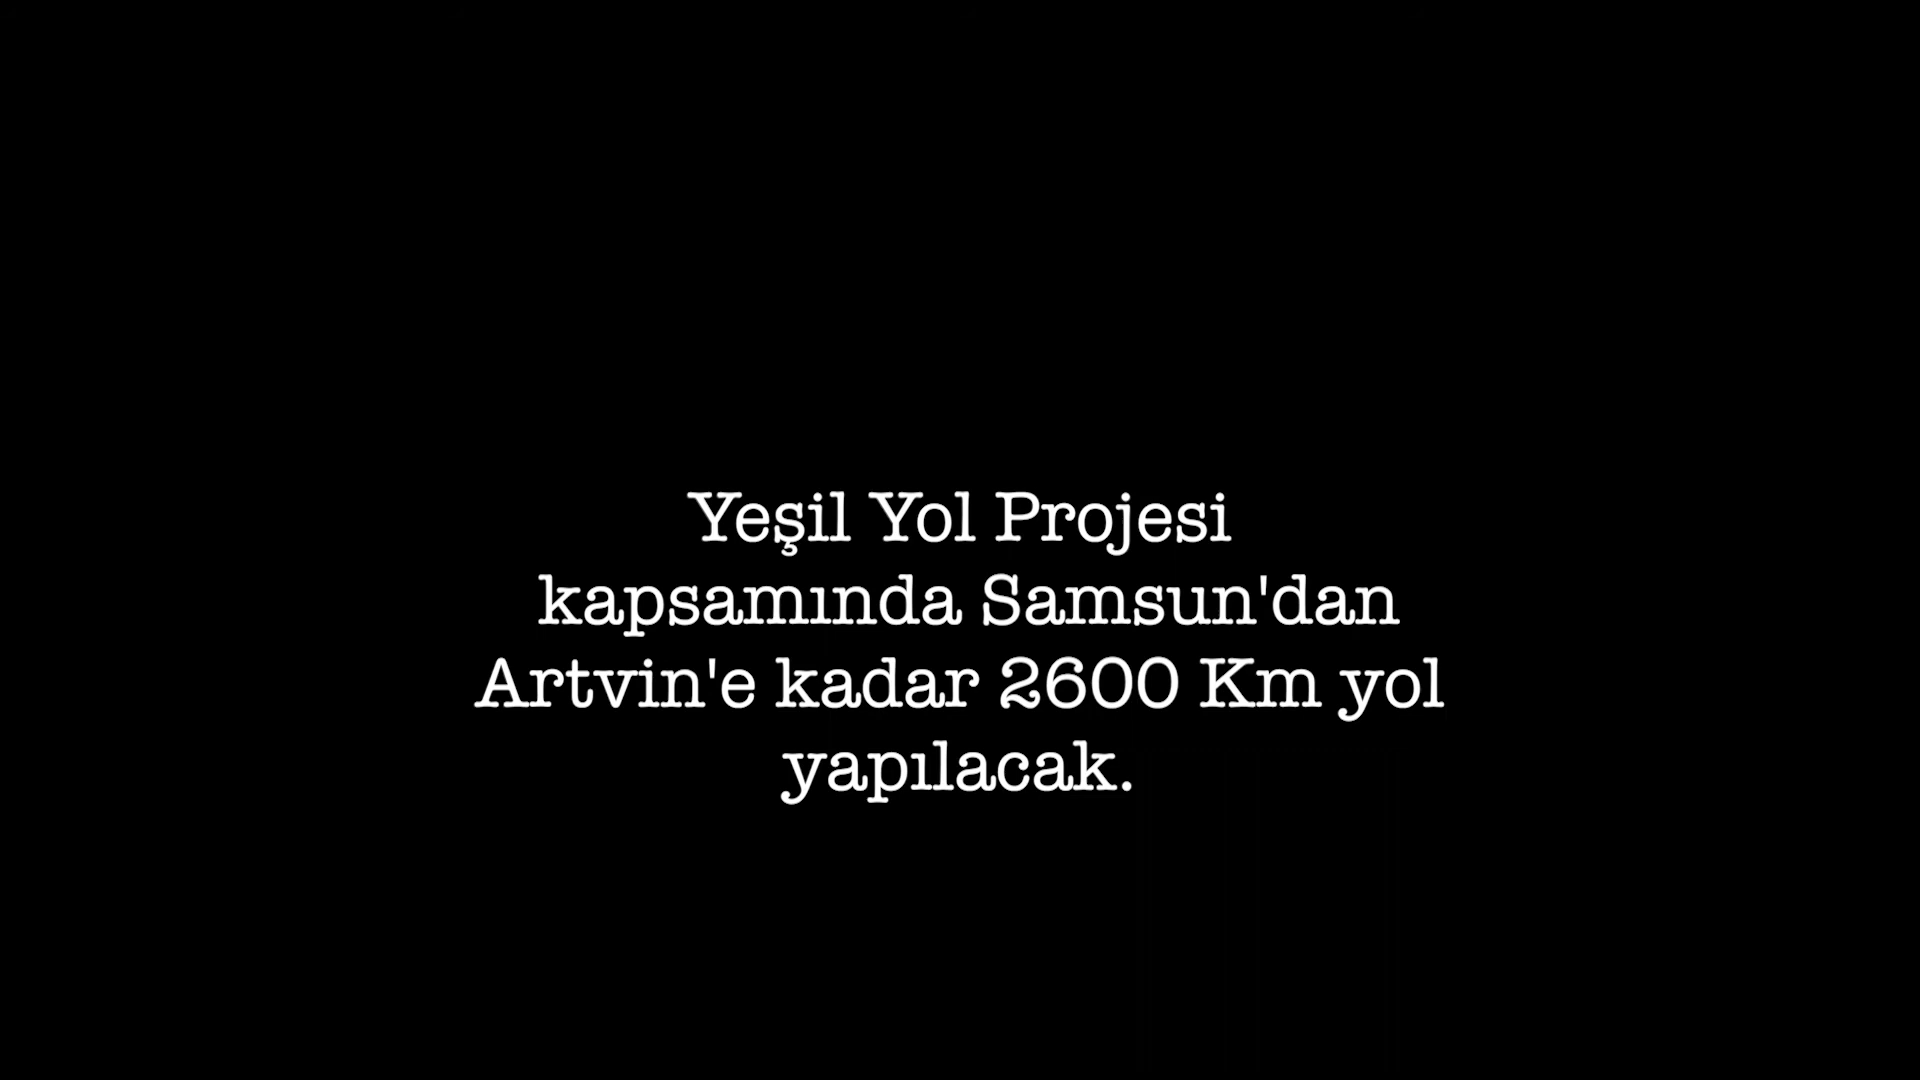 Yeşil Yol Projesi
kapsamında Samsun'dan
Artvin'e kadar 2600 Km yol
yapılacak.